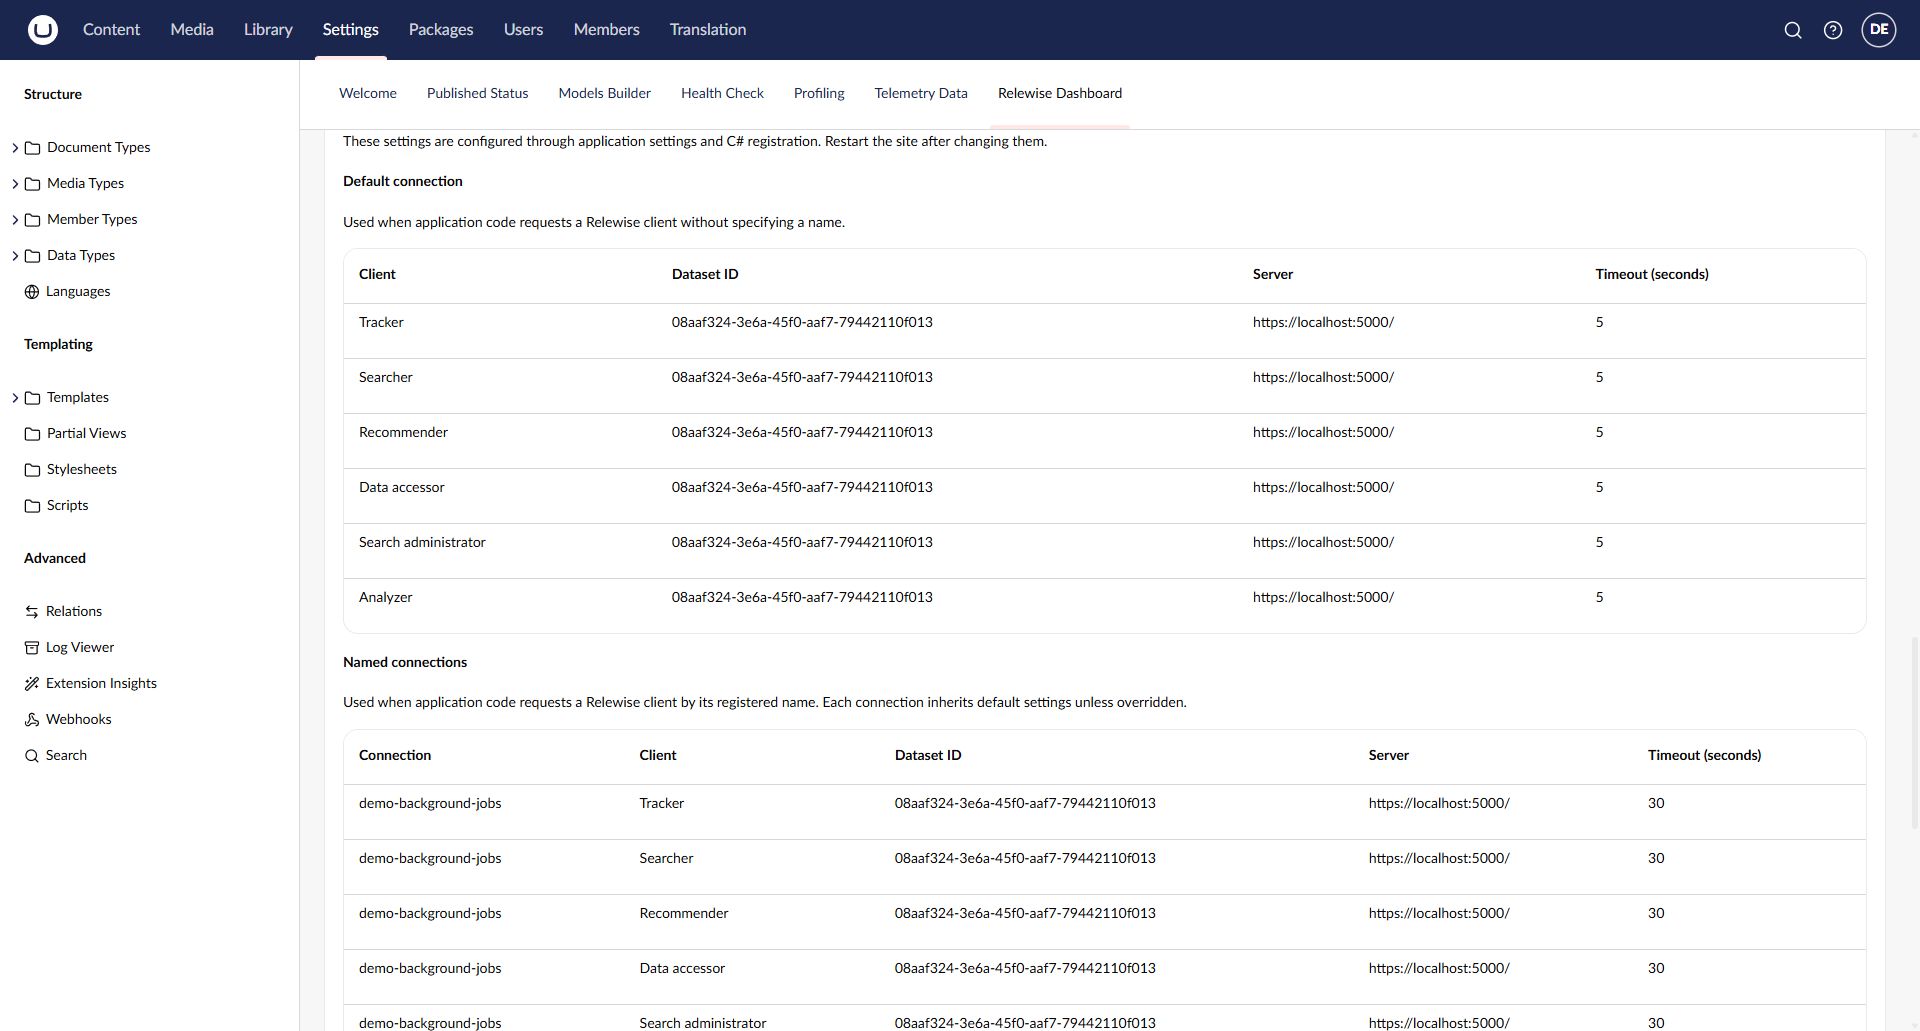 Content Media Library Settings Packages Users Members Translation DE
Structure
Document Types
Media Types
Member Types
Data Types
Languages
Templating
Templates
Partial Views
Stylesheets
Scripts
Advanced
Relations
Log Viewer
Extension Insights
Webhooks
Search
Welcome Published Status Models Builder Health Check Profiling Telemetry Data Relewise Dashboard
These settings are configured through application settings and C# registration. Restart the site after changing them.
Default connection
Used when application code requests a Relewise client without specifying a name.
Client Dataset ID Server Timeout (seconds)
Tracker 08aaf324-3e6a-45f0-aaf7-79442110f013 https://localhost:5000/ 5
Searcher 08aaf324-3e6a-45f0-aaf7-79442110f013 https://localhost:5000/ 5
Recommender 08aaf324-3e6a-45f0-aaf7-79442110f013 https://localhost:5000/ 5
Data accessor 08aaf324-3e6a-45f0-aaf7-79442110f013 https://localhost:5000/ 5
Search administrator 08aaf324-3e6a-45f0-aaf7-79442110f013 https://localhost:5000/ 5
Analyzer 08aaf324-3e6a-45f0-aaf7-79442110f013 https://localhost:5000/ 5
Named connections
Used when application code requests a Relewise client by its registered name. Each connection inherits default settings unless overridden.
Connection Client Dataset ID Server Timeout (seconds)
demo-background-jobs Tracker 08aaf324-3e6a-45f0-aaf7-79442110f013 https://localhost:5000/ 30
demo-background-jobs Searcher 08aaf324-3e6a-45f0-aaf7-79442110f013 https://localhost:5000/ 30
demo-background-jobs Recommender 08aaf324-3e6a-45f0-aaf7-79442110f013 https://localhost:5000/ 30
demo-background-jobs Data accessor 08aaf324-3e6a-45f0-aaf7-79442110f013 https://localhost:5000/ 30
demo-background-jobs Search administrator 08aaf324-3e6a-45f0-aaf7-79442110f013 https://localhost:5000/ 30